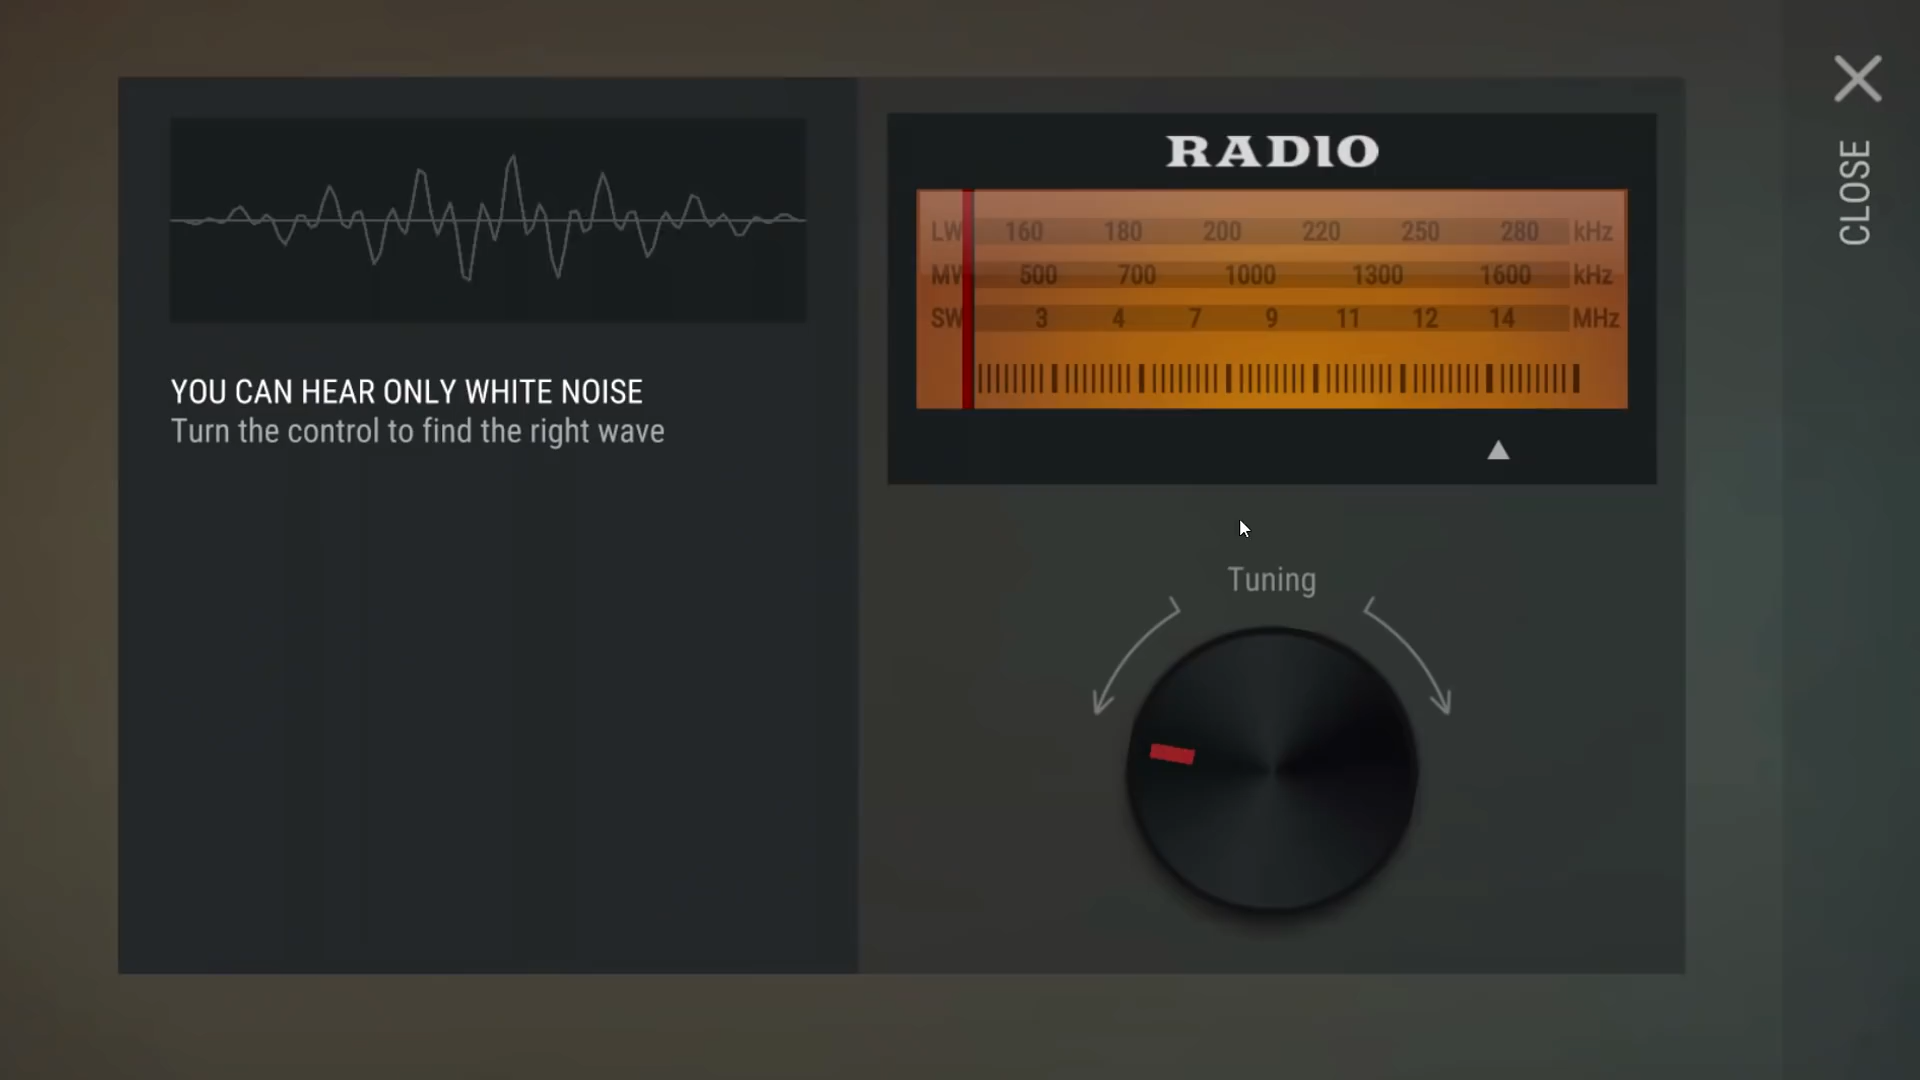 RADIO
LW 160 180 200 220 250 280 kHz
MW 500 700 1000 1300 1600 kHz
SW 3 4 7 9 11 12 14 MHz
YOU CAN HEAR ONLY WHITE NOISE
Turn the control to find the right wave
Tuning
CLOSE